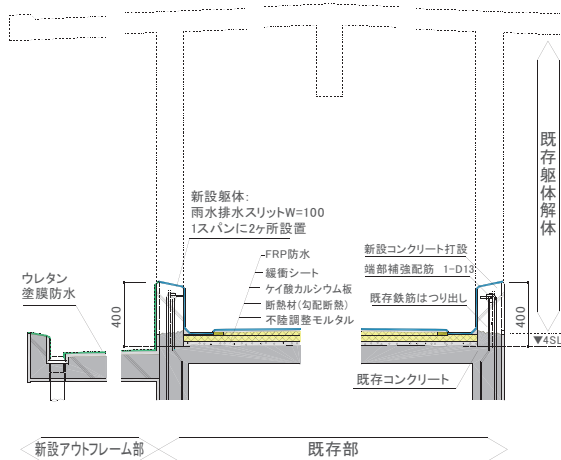 既存躯体解体
新設躯体:
雨水排水スリットW=100
1スパンに2ヶ所設置
FRP防水
緩衝シート
ケイ酸カルシウム板
断熱材(勾配断熱)
不陸調整モルタル
新設コンクリート打設
端部補強配筋 1-D13
既存鉄筋はつり出し
ウレタン
塗膜防水
400
400
▼4SL
既存コンクリート
新設アウトフレーム部
既存部